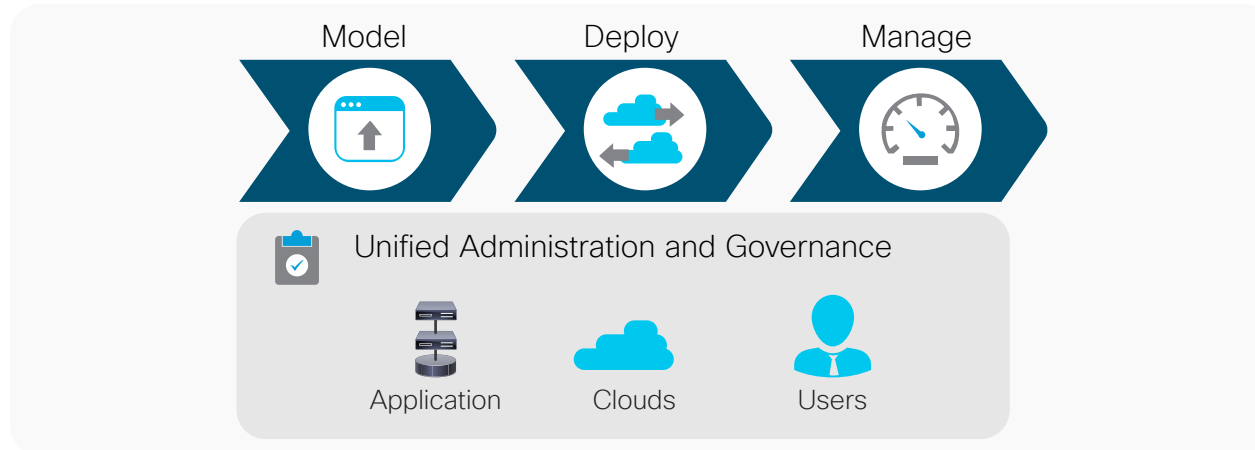 Model Deploy Manage
Unified Administration and Governance
Application Clouds Users